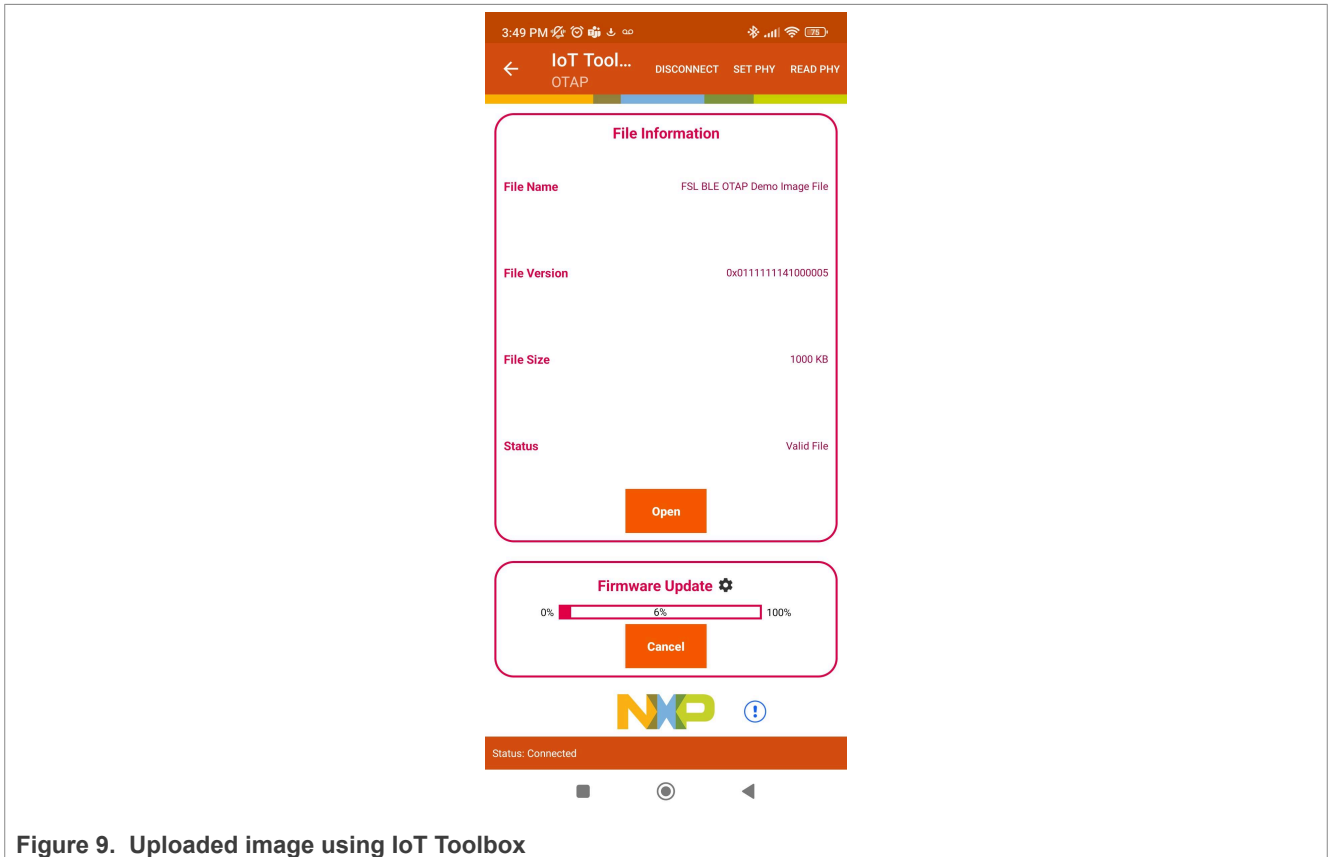 3:49 PM 75
IoT Tool... DISCONNECT SET PHY READ PHY
OTAP
File Information
File Name FSL BLE OTAP Demo Image File
File Version 0x0111111141000005
File Size 1000 KB
Status Valid File
Open
Firmware Update
0% 6% 100%
Cancel
NXP
Status: Connected
Figure 9. Uploaded image using IoT Toolbox